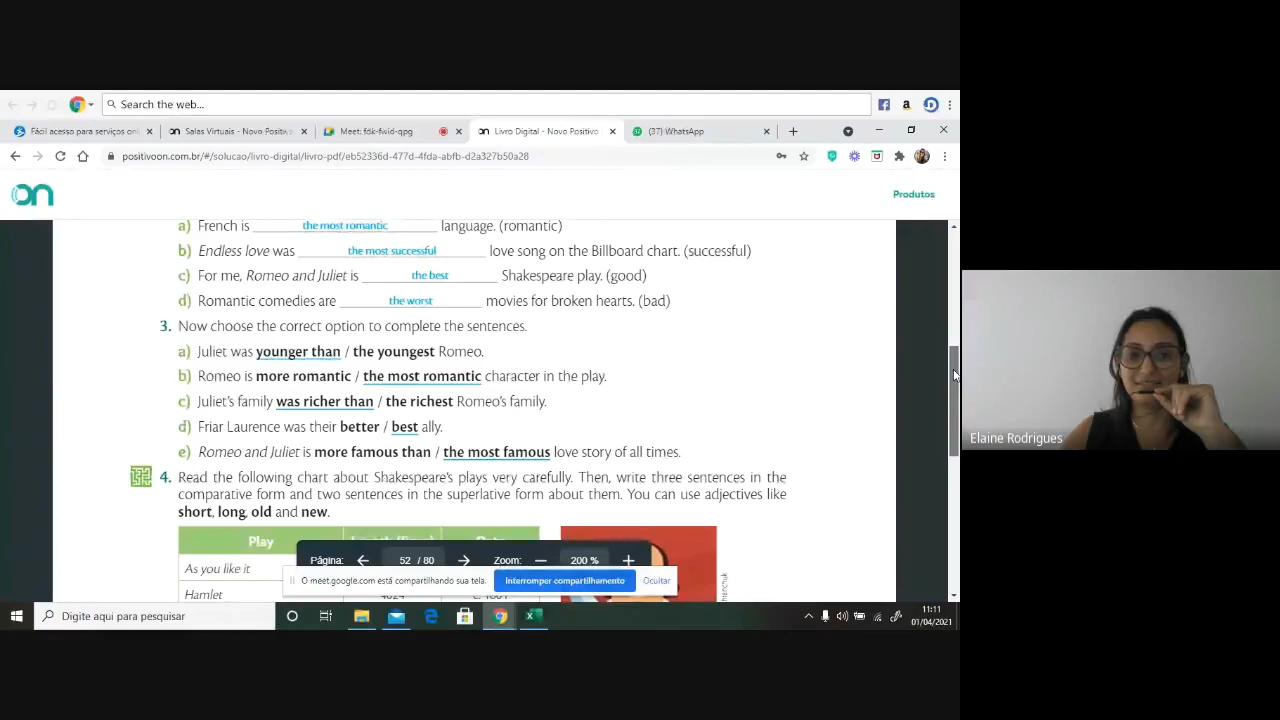 Search the web...
Fácil acesso para serviços onl
Salas Virtuais - Novo Positivo
Meet: fdk-fwid-qpg
Livro Digital - Novo Positivo
(37) WhatsApp
positivoon.com.br/#/solucao/livro-digital/livro-pdf/eb52336d-477d-4fda-abfb-d2a327b50a28
on
Produtos
a) French is the most romantic language. (romantic)
b) Endless love was the most successful love song on the Billboard chart. (successful)
c) For me, Romeo and Juliet is the best Shakespeare play. (good)
d) Romantic comedies are the worst movies for broken hearts. (bad)
3. Now choose the correct option to complete the sentences.
a) Juliet was younger than / the youngest Romeo.
b) Romeo is more romantic / the most romantic character in the play.
c) Juliet's family was richer than / the richest Romeo's family.
d) Friar Laurence was their better / best ally.
e) Romeo and Juliet is more famous than / the most famous love story of all times.
4. Read the following chart about Shakespeare's plays very carefully. Then, write three sentences in the
comparative form and two sentences in the superlative form about them. You can use adjectives like
short, long, old and new.
Play
As you like it
Hamlet
Página: 52 / 80 Zoom: 200 %
O meet.google.com está compartilhando sua tela.
Interromper compartilhamento
Ocultar
Elaine Rodrigues
Digite aqui para pesquisar
11:11
01/04/2021